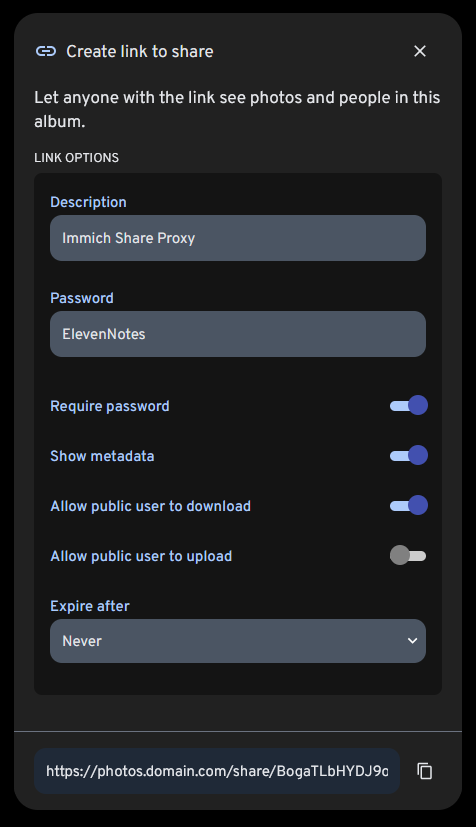 Create link to share
Let anyone with the link see photos and people in this
album.
LINK OPTIONS
Description
Immich Share Proxy
Password
ElevenNotes
Require password
Show metadata
Allow public user to download
Allow public user to upload
Expire after
Never
https://photos.domain.com/share/BogaTLbHYDJ9o